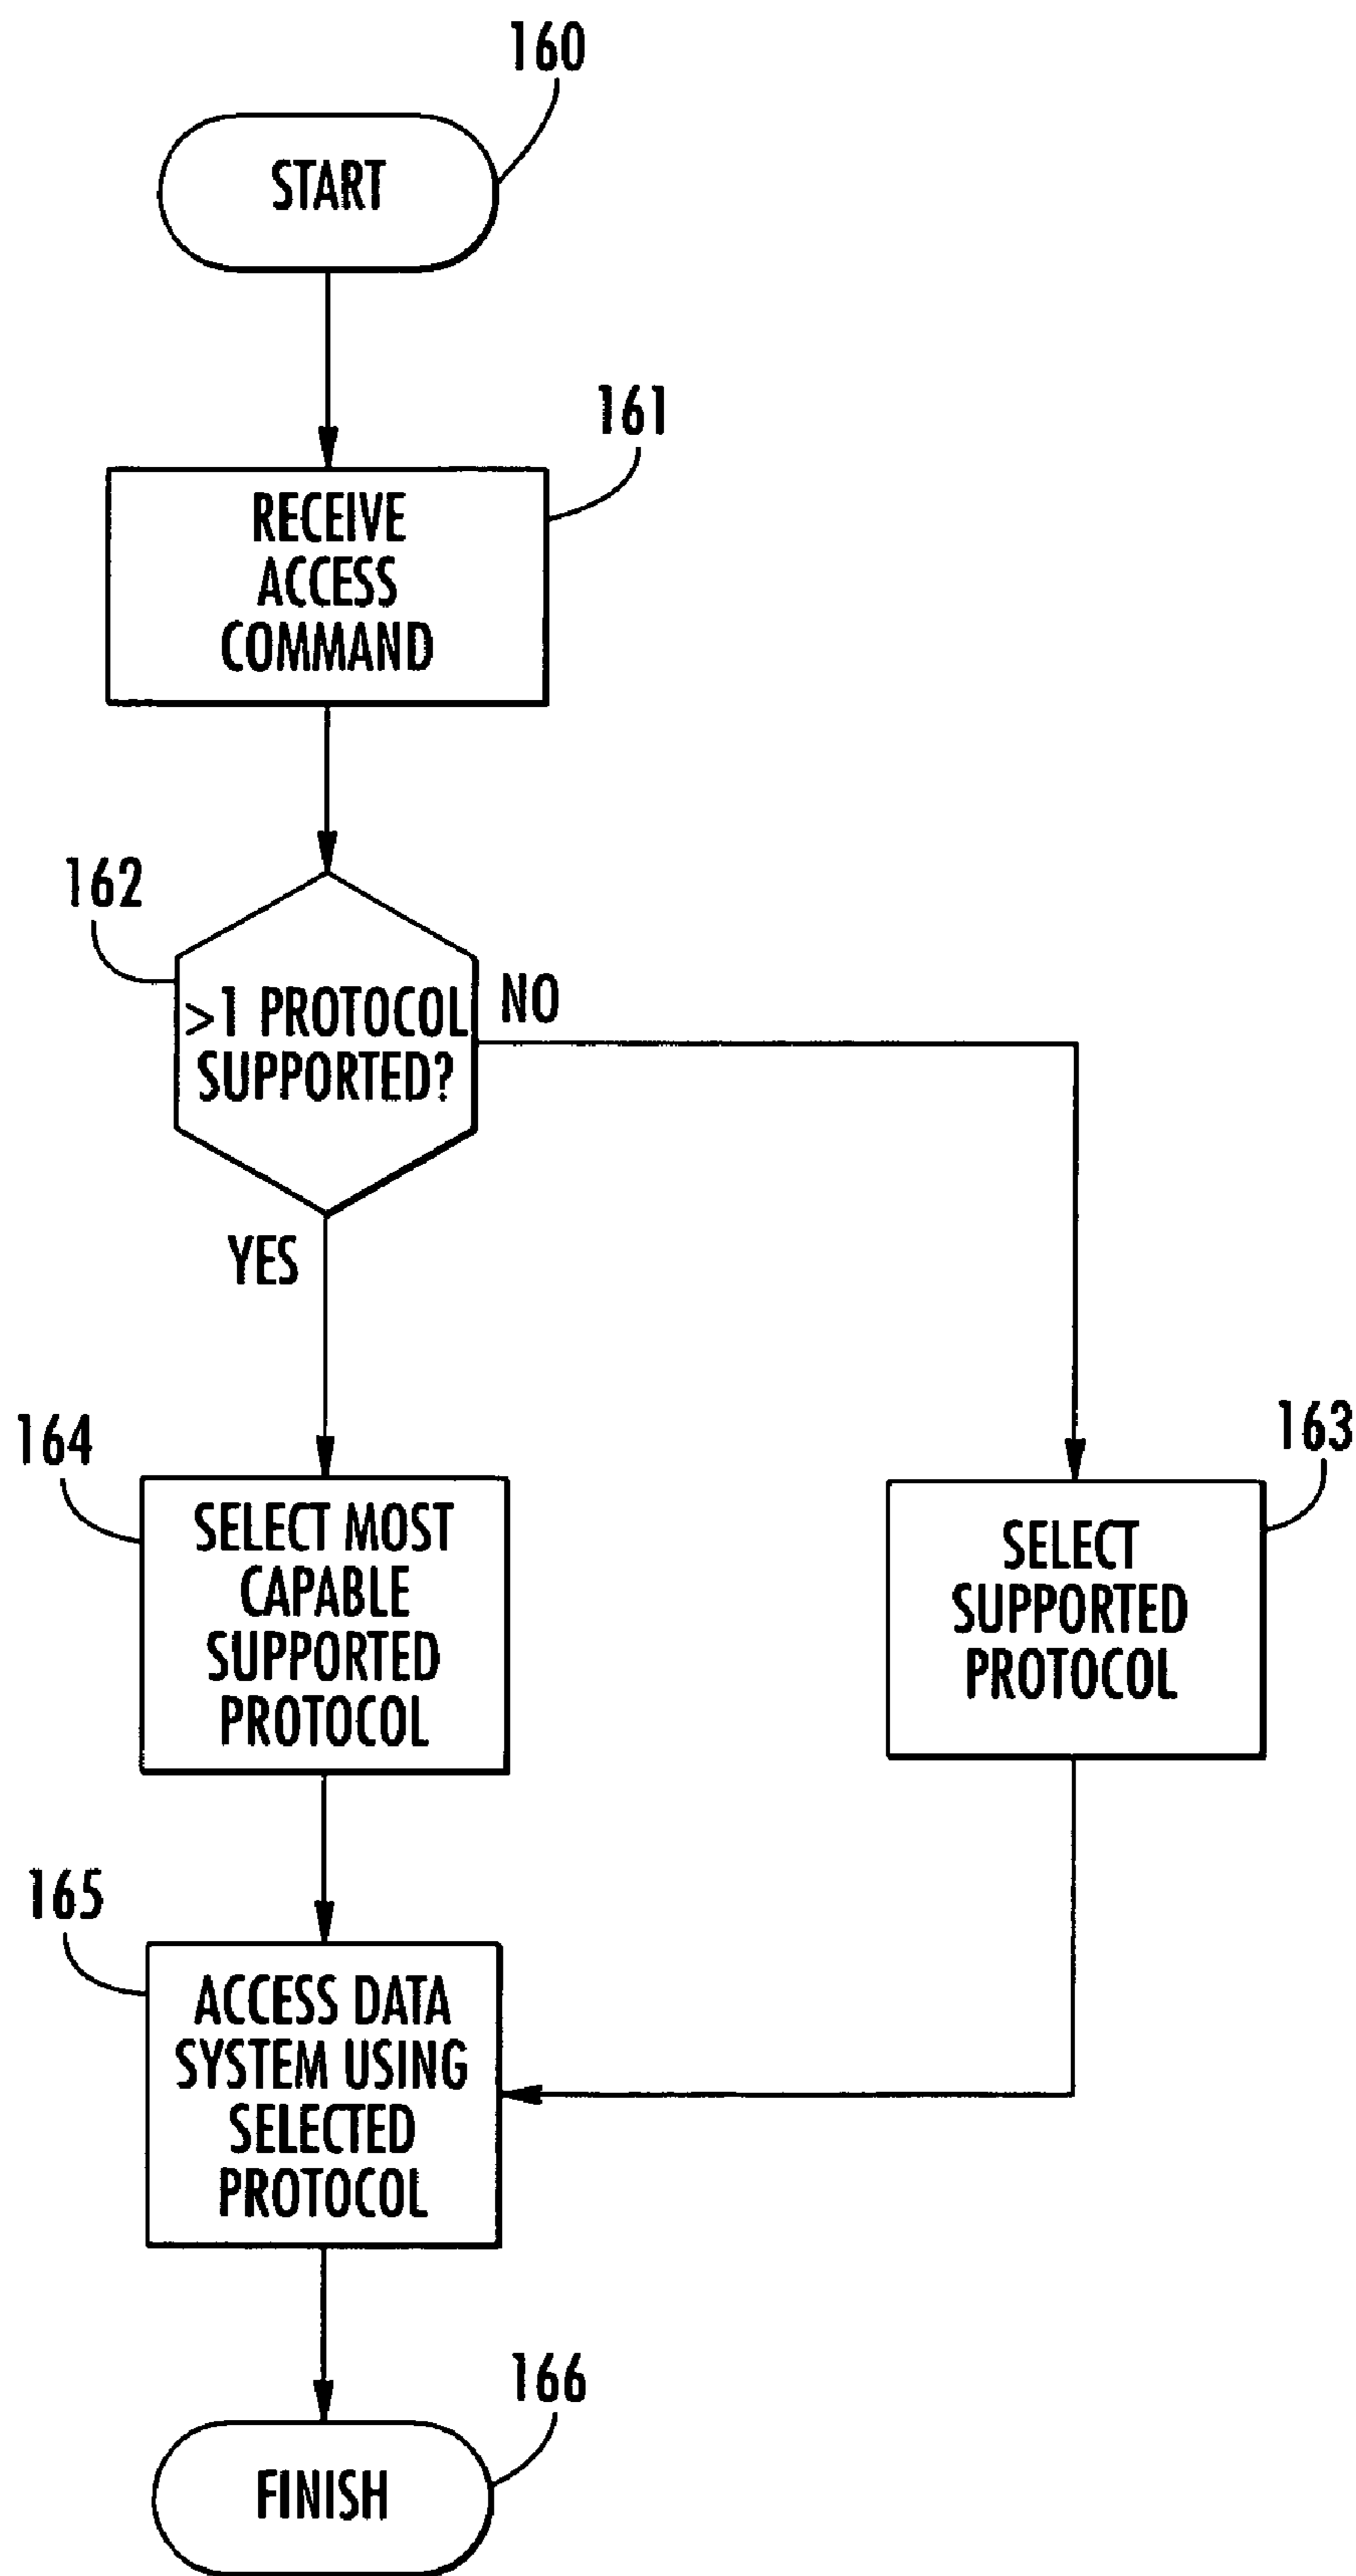 160
START
161
RECEIVE
ACCESS
COMMAND
162
>1 PROTOCOL
SUPPORTED?
NO
YES
164
SELECT MOST
CAPABLE
SUPPORTED
PROTOCOL
163
SELECT
SUPPORTED
PROTOCOL
165
ACCESS DATA
SYSTEM USING
SELECTED
PROTOCOL
166
FINISH